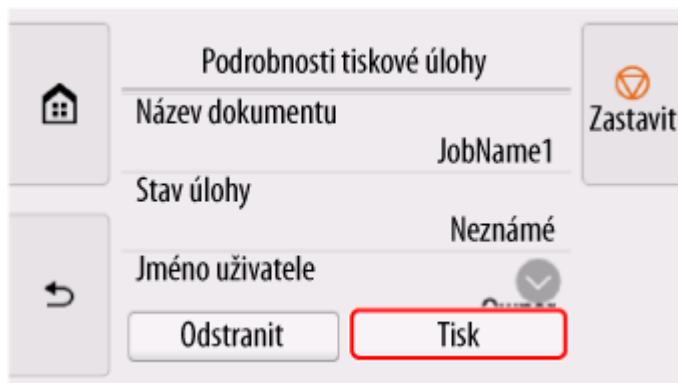 Podrobnosti tiskové úlohy
Název dokumentu
JobName1
Zastavit
Stav úlohy
Neznámé
Jméno uživatele
Odstranit
Tisk